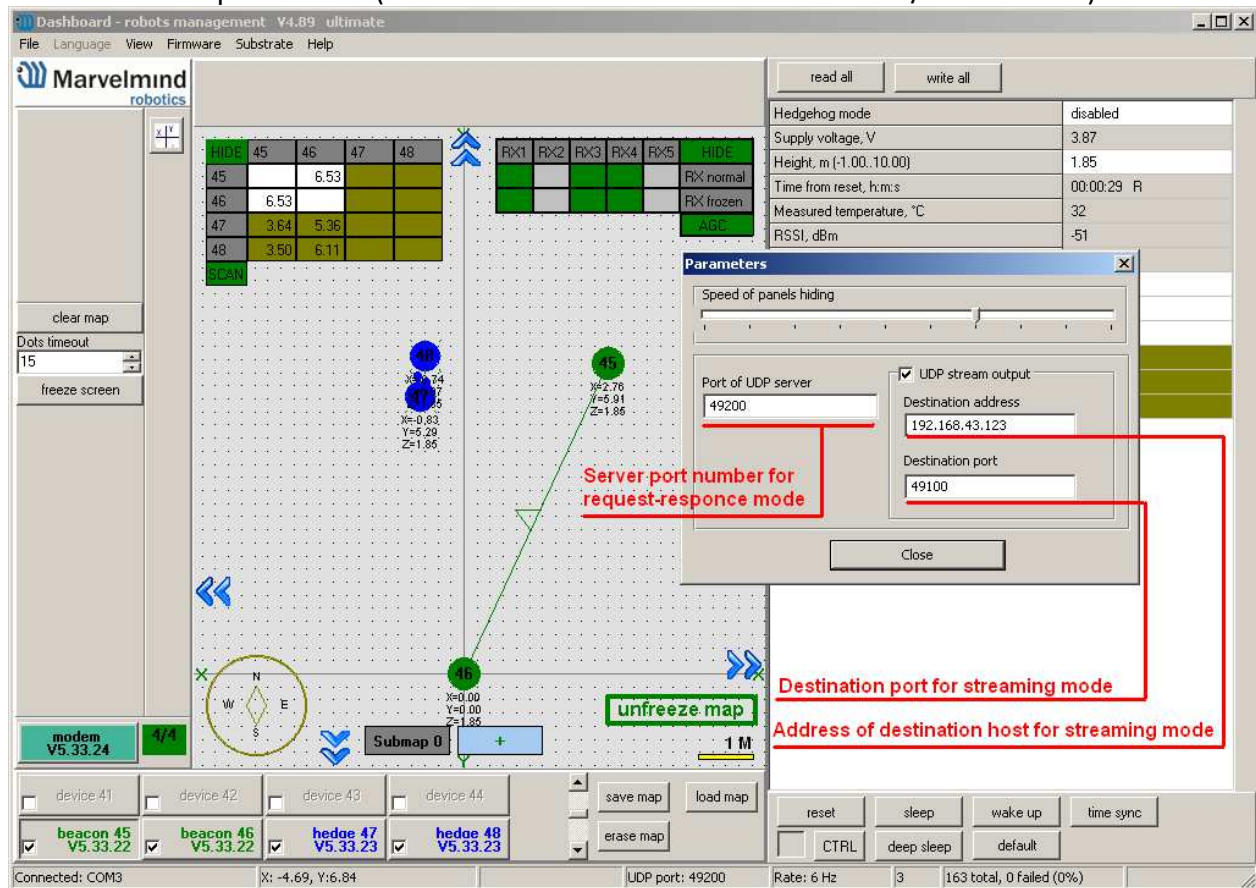 Dashboard - robots management V4.89 ultimate
File Language View Firmware Substrate Help
Marvelmind
robotics
read all write all
Hedgehog mode disabled
Supply voltage, V 3.87
Height, m (-1.00..10.00) 1.85
Time from reset, h:m:s 00:00:29 R
Measured temperature, °C 32
RSSI, dBm -51
HIDE 45 46 47 48
45 6.53
46 6.53
47 3.64 5.36
48 3.50 6.11
SCAN
RX1 RX2 RX3 RX4 RX5 HIDE
RX normal
RX frozen
AGC
clear map
Dots timeout
15
freeze screen
48
47
X=-0.83
Y=5.29
Z=1.85
45
X=2.76
Y=5.91
Z=1.85
Parameters
Speed of panels hiding
Port of UDP server
49200
UDP stream output
Destination address
192.168.43.123
Destination port
49100
Close
Server port number for
request-responce mode
Destination port for streaming mode
Address of destination host for streaming mode
N
W E
S
46
X=0.00
Y=0.00
Z=1.85
unfreeze map
Submap 0 +
1 M
modem
V5.33.24
4/4
device 41 device 42 device 43 device 44
beacon 45
V5.33.22
beacon 46
V5.33.22
hedge 47
V5.33.23
hedge 48
V5.33.23
save map load map
erase map
reset sleep wake up time sync
CTRL deep sleep default
Connected: COM3 X: -4.69, Y:6.84 UDP port: 49200 Rate: 6 Hz 3 163 total, 0 failed (0%)